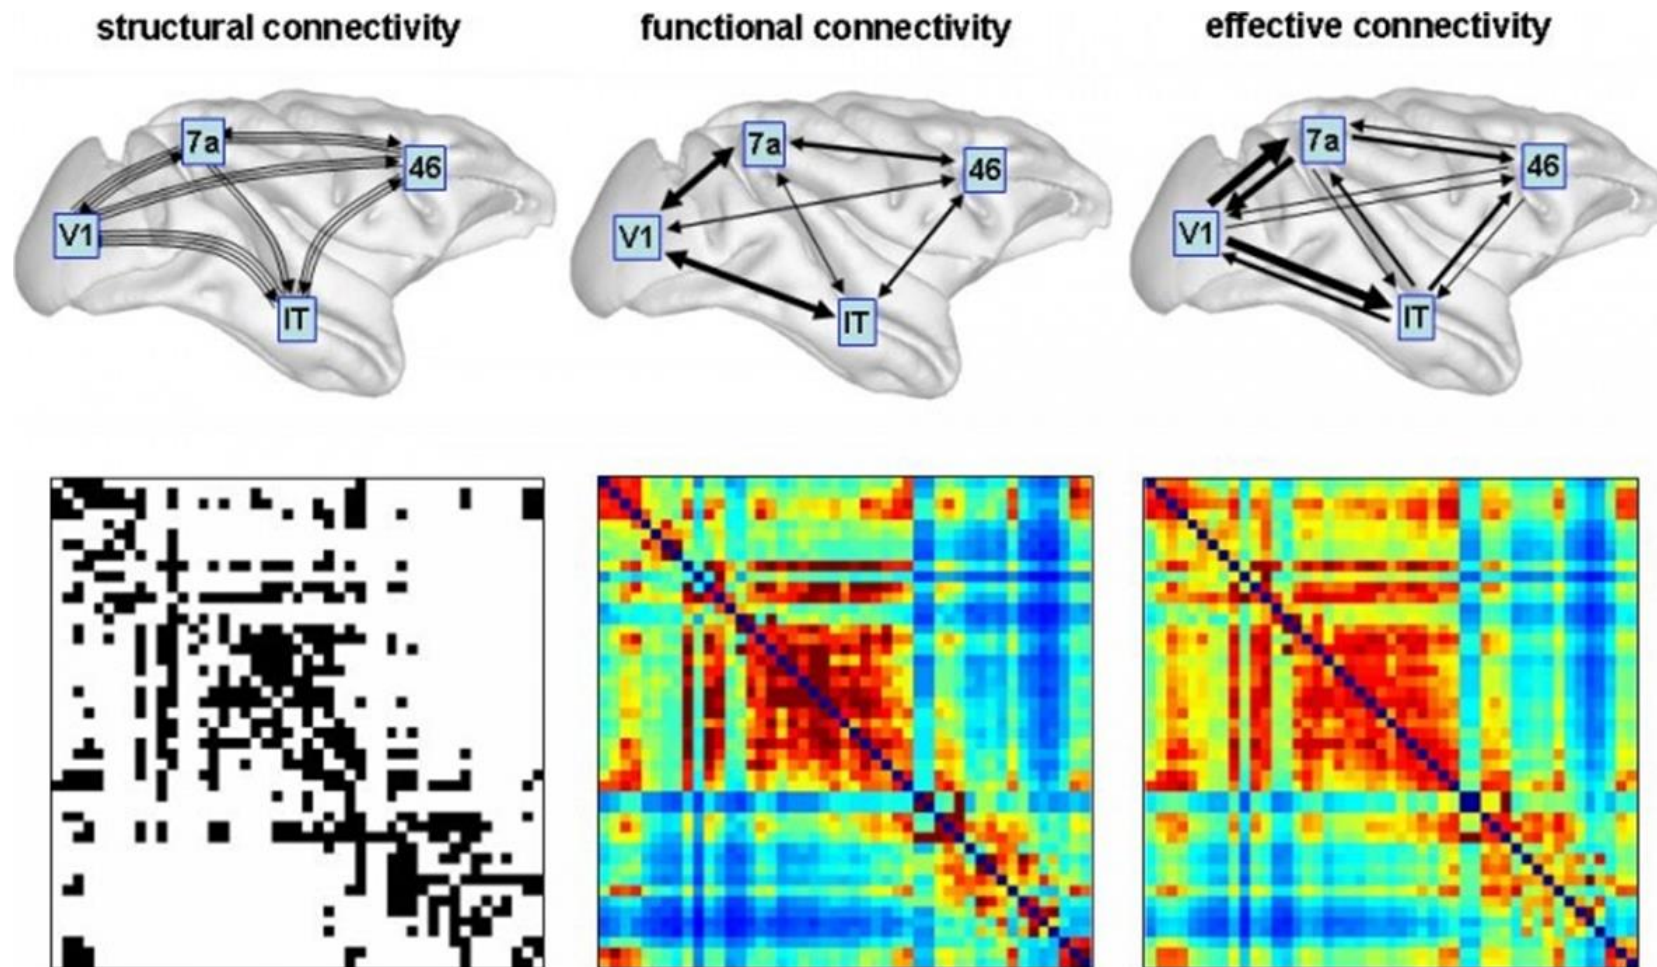 structural connectivity
functional connectivity
effective connectivity
7a
46
V1
IT
7a
46
V1
IT
7a
46
V1
IT